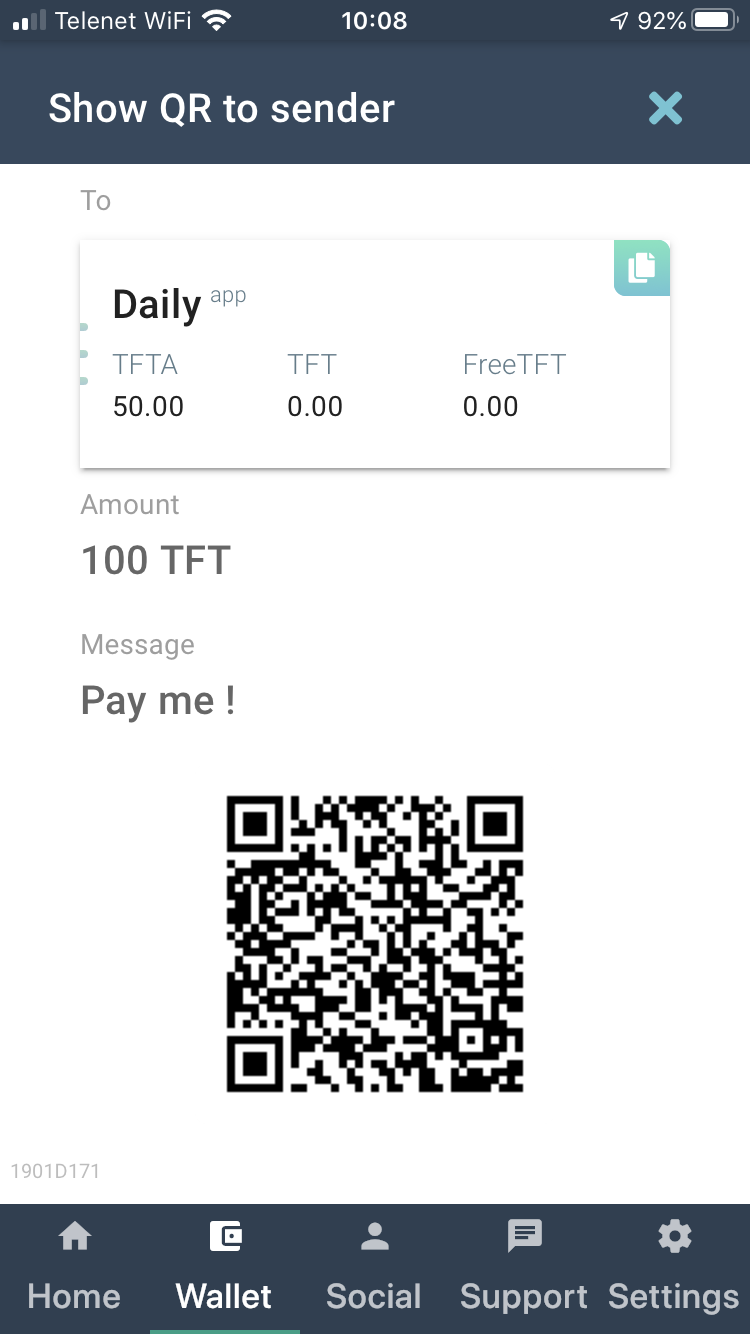 Telenet WiFi 10:08 92%
Show QR to sender
To
Daily app
TFTA TFT FreeTFT
50.00 0.00 0.00
Amount
100 TFT
Message
Pay me !
1901D171
Home Wallet Social Support Settings